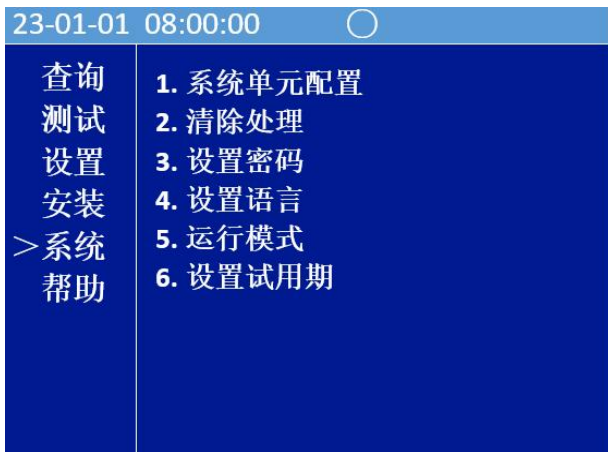 23-01-01 08:00:00
查询
测试
设置
安装
>系统
帮助
1. 系统单元配置
2. 清除处理
3. 设置密码
4. 设置语言
5. 运行模式
6. 设置试用期